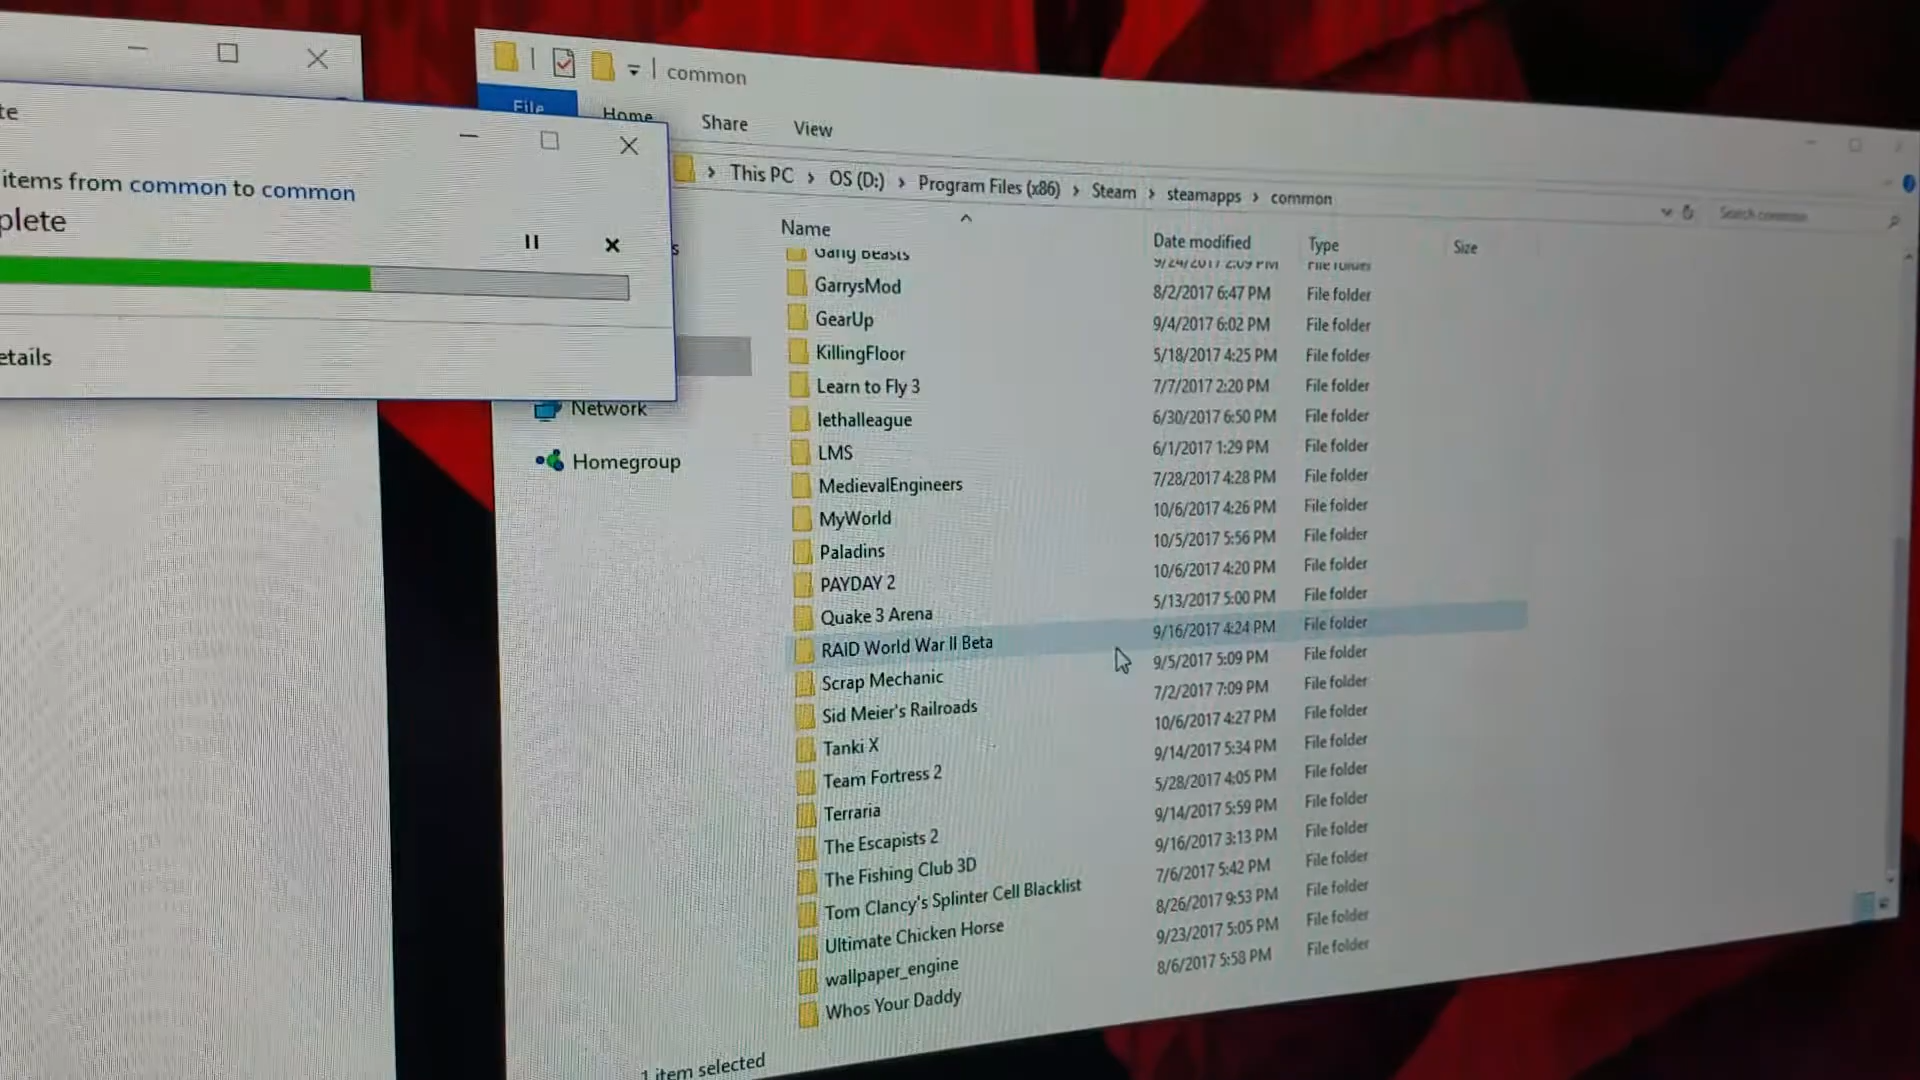 common
File
Home
Share
View
te
items from common to common
plete
etails
This PC > OS (D:) > Program Files (x86) > Steam > steamapps > common
Search common
Name
Date modified
Type
Size
s
Network
Homegroup
Gang Beasts
9/24/2017 2:09 PM
File folder
GarrysMod
8/2/2017 6:47 PM
File folder
GearUp
9/4/2017 6:02 PM
File folder
KillingFloor
5/18/2017 4:25 PM
File folder
Learn to Fly 3
7/7/2017 2:20 PM
File folder
lethalleague
6/30/2017 6:50 PM
File folder
LMS
6/1/2017 1:29 PM
File folder
MedievalEngineers
7/28/2017 4:28 PM
File folder
MyWorld
10/6/2017 4:26 PM
File folder
Paladins
10/5/2017 5:56 PM
File folder
PAYDAY 2
10/6/2017 4:20 PM
File folder
Quake 3 Arena
5/13/2017 5:00 PM
File folder
RAID World War II Beta
9/16/2017 4:24 PM
File folder
Scrap Mechanic
9/5/2017 5:09 PM
File folder
Sid Meier's Railroads
7/2/2017 7:09 PM
File folder
Tanki X
10/6/2017 4:27 PM
File folder
Team Fortress 2
9/14/2017 5:34 PM
File folder
Terraria
5/28/2017 4:05 PM
File folder
The Escapists 2
9/14/2017 5:59 PM
File folder
The Fishing Club 3D
9/16/2017 3:13 PM
File folder
Tom Clancy's Splinter Cell Blacklist
7/6/2017 5:42 PM
File folder
Ultimate Chicken Horse
8/26/2017 9:53 PM
File folder
wallpaper_engine
9/23/2017 5:05 PM
File folder
Whos Your Daddy
8/6/2017 5:58 PM
File folder
1 item selected